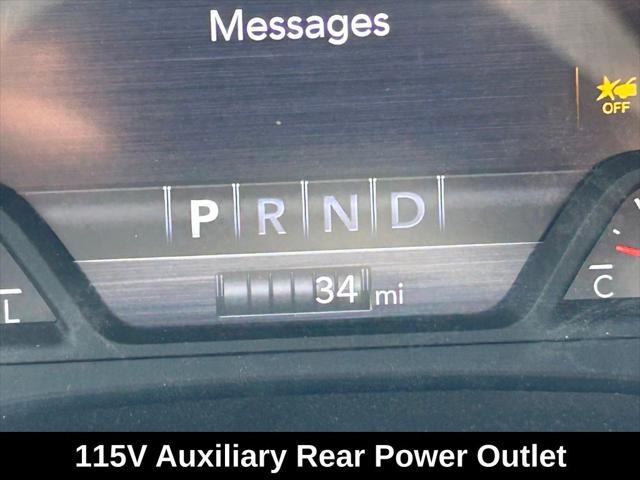 Messages
OFF
P R N D
34 mi
L
C
115V Auxiliary Rear Power Outlet